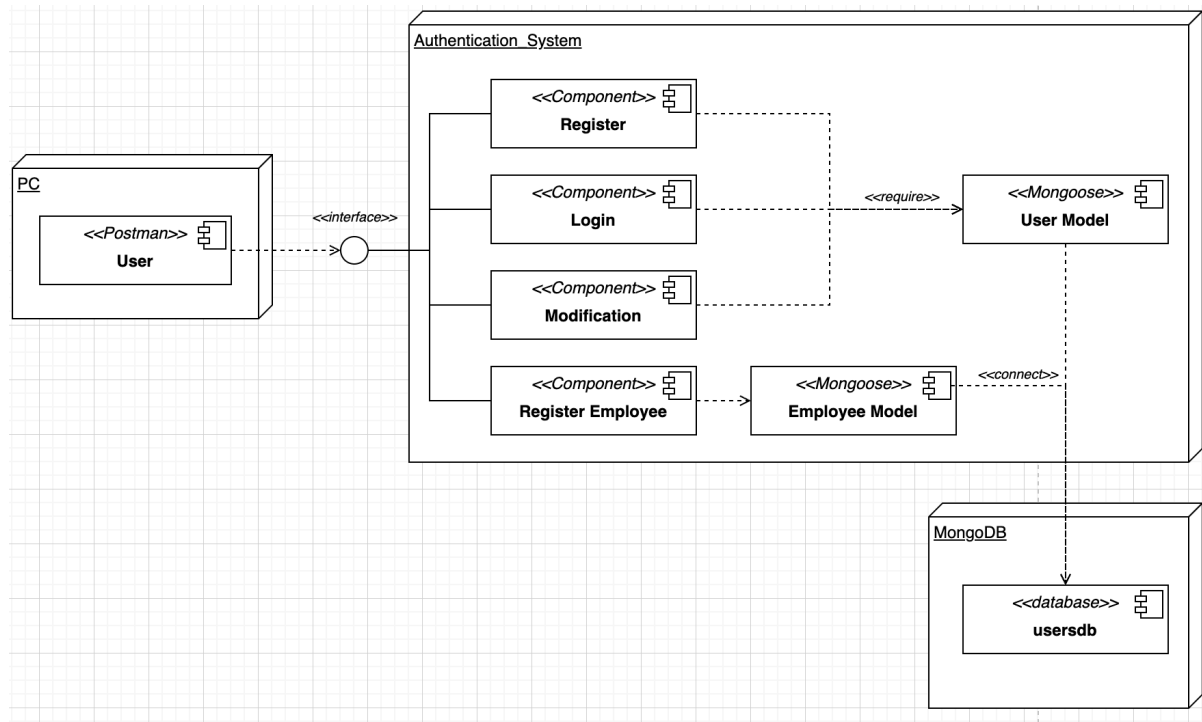 Authentication_System
<<Component>>
Register
PC
<<Postman>>
User
<<interface>>
<<Component>>
Login
<<require>>
<<Mongoose>>
User Model
<<Component>>
Modification
<<Component>>
Register Employee
<<Mongoose>>
Employee Model
<<connect>>
MongoDB
<<database>>
usersdb